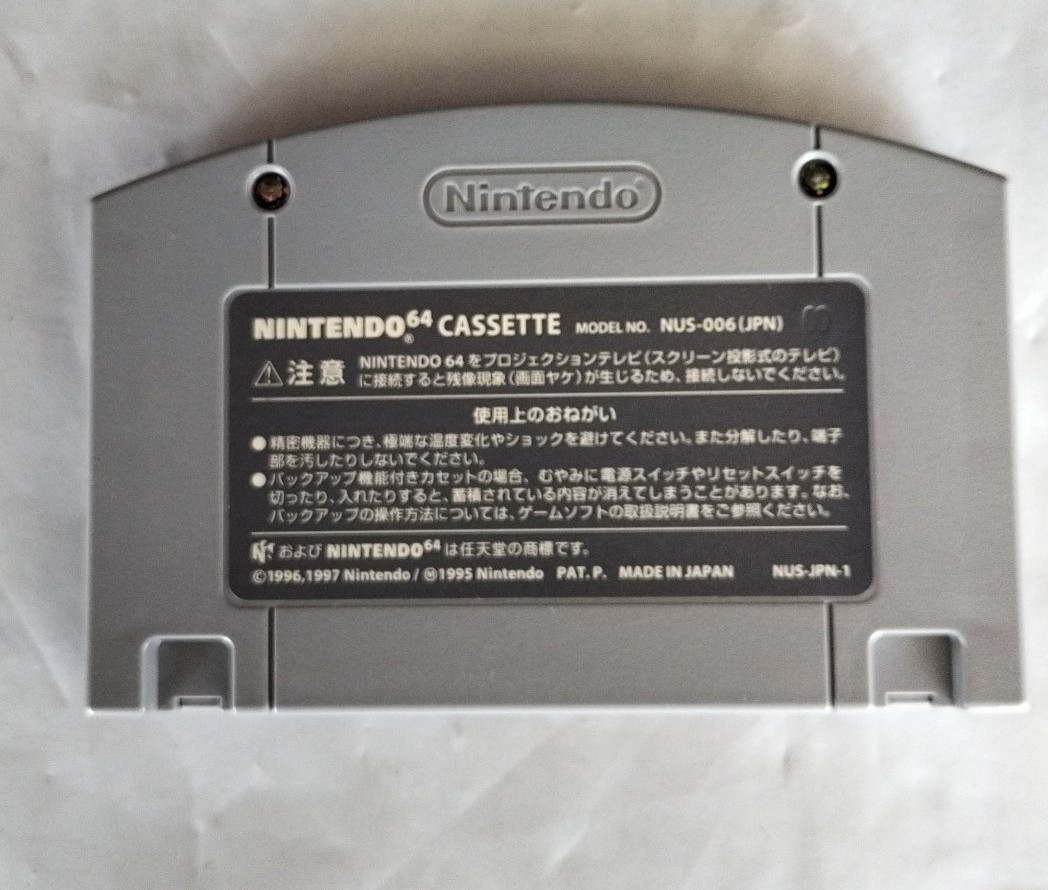 Nintendo
NINTENDO64® CASSETTE MODEL NO. NUS-006(JPN)
⚠注意 NINTENDO 64 をプロジェクションテレビ(スクリーン投影式のテレビ)
に接続すると残像現象(画面ヤケ)が生じるため、接続しないでください。
使用上のおねがい
●精密機器につき、極端な温度変化やショックを避けてください。また分解したり、端子
部を汚したりしないでください。
●バックアップ機能付きカセットの場合、むやみに電源スイッチやリセットスイッチを
切ったり、入れたりすると、蓄積されている内容が消えてしまうことがあります。なお、
バックアップの操作方法については、ゲームソフトの取扱説明書をご参照ください。
および NINTENDO64 は任天堂の商標です。
©1996,1997 Nintendo / Ⓜ1995 Nintendo PAT. P. MADE IN JAPAN NUS-JPN-1